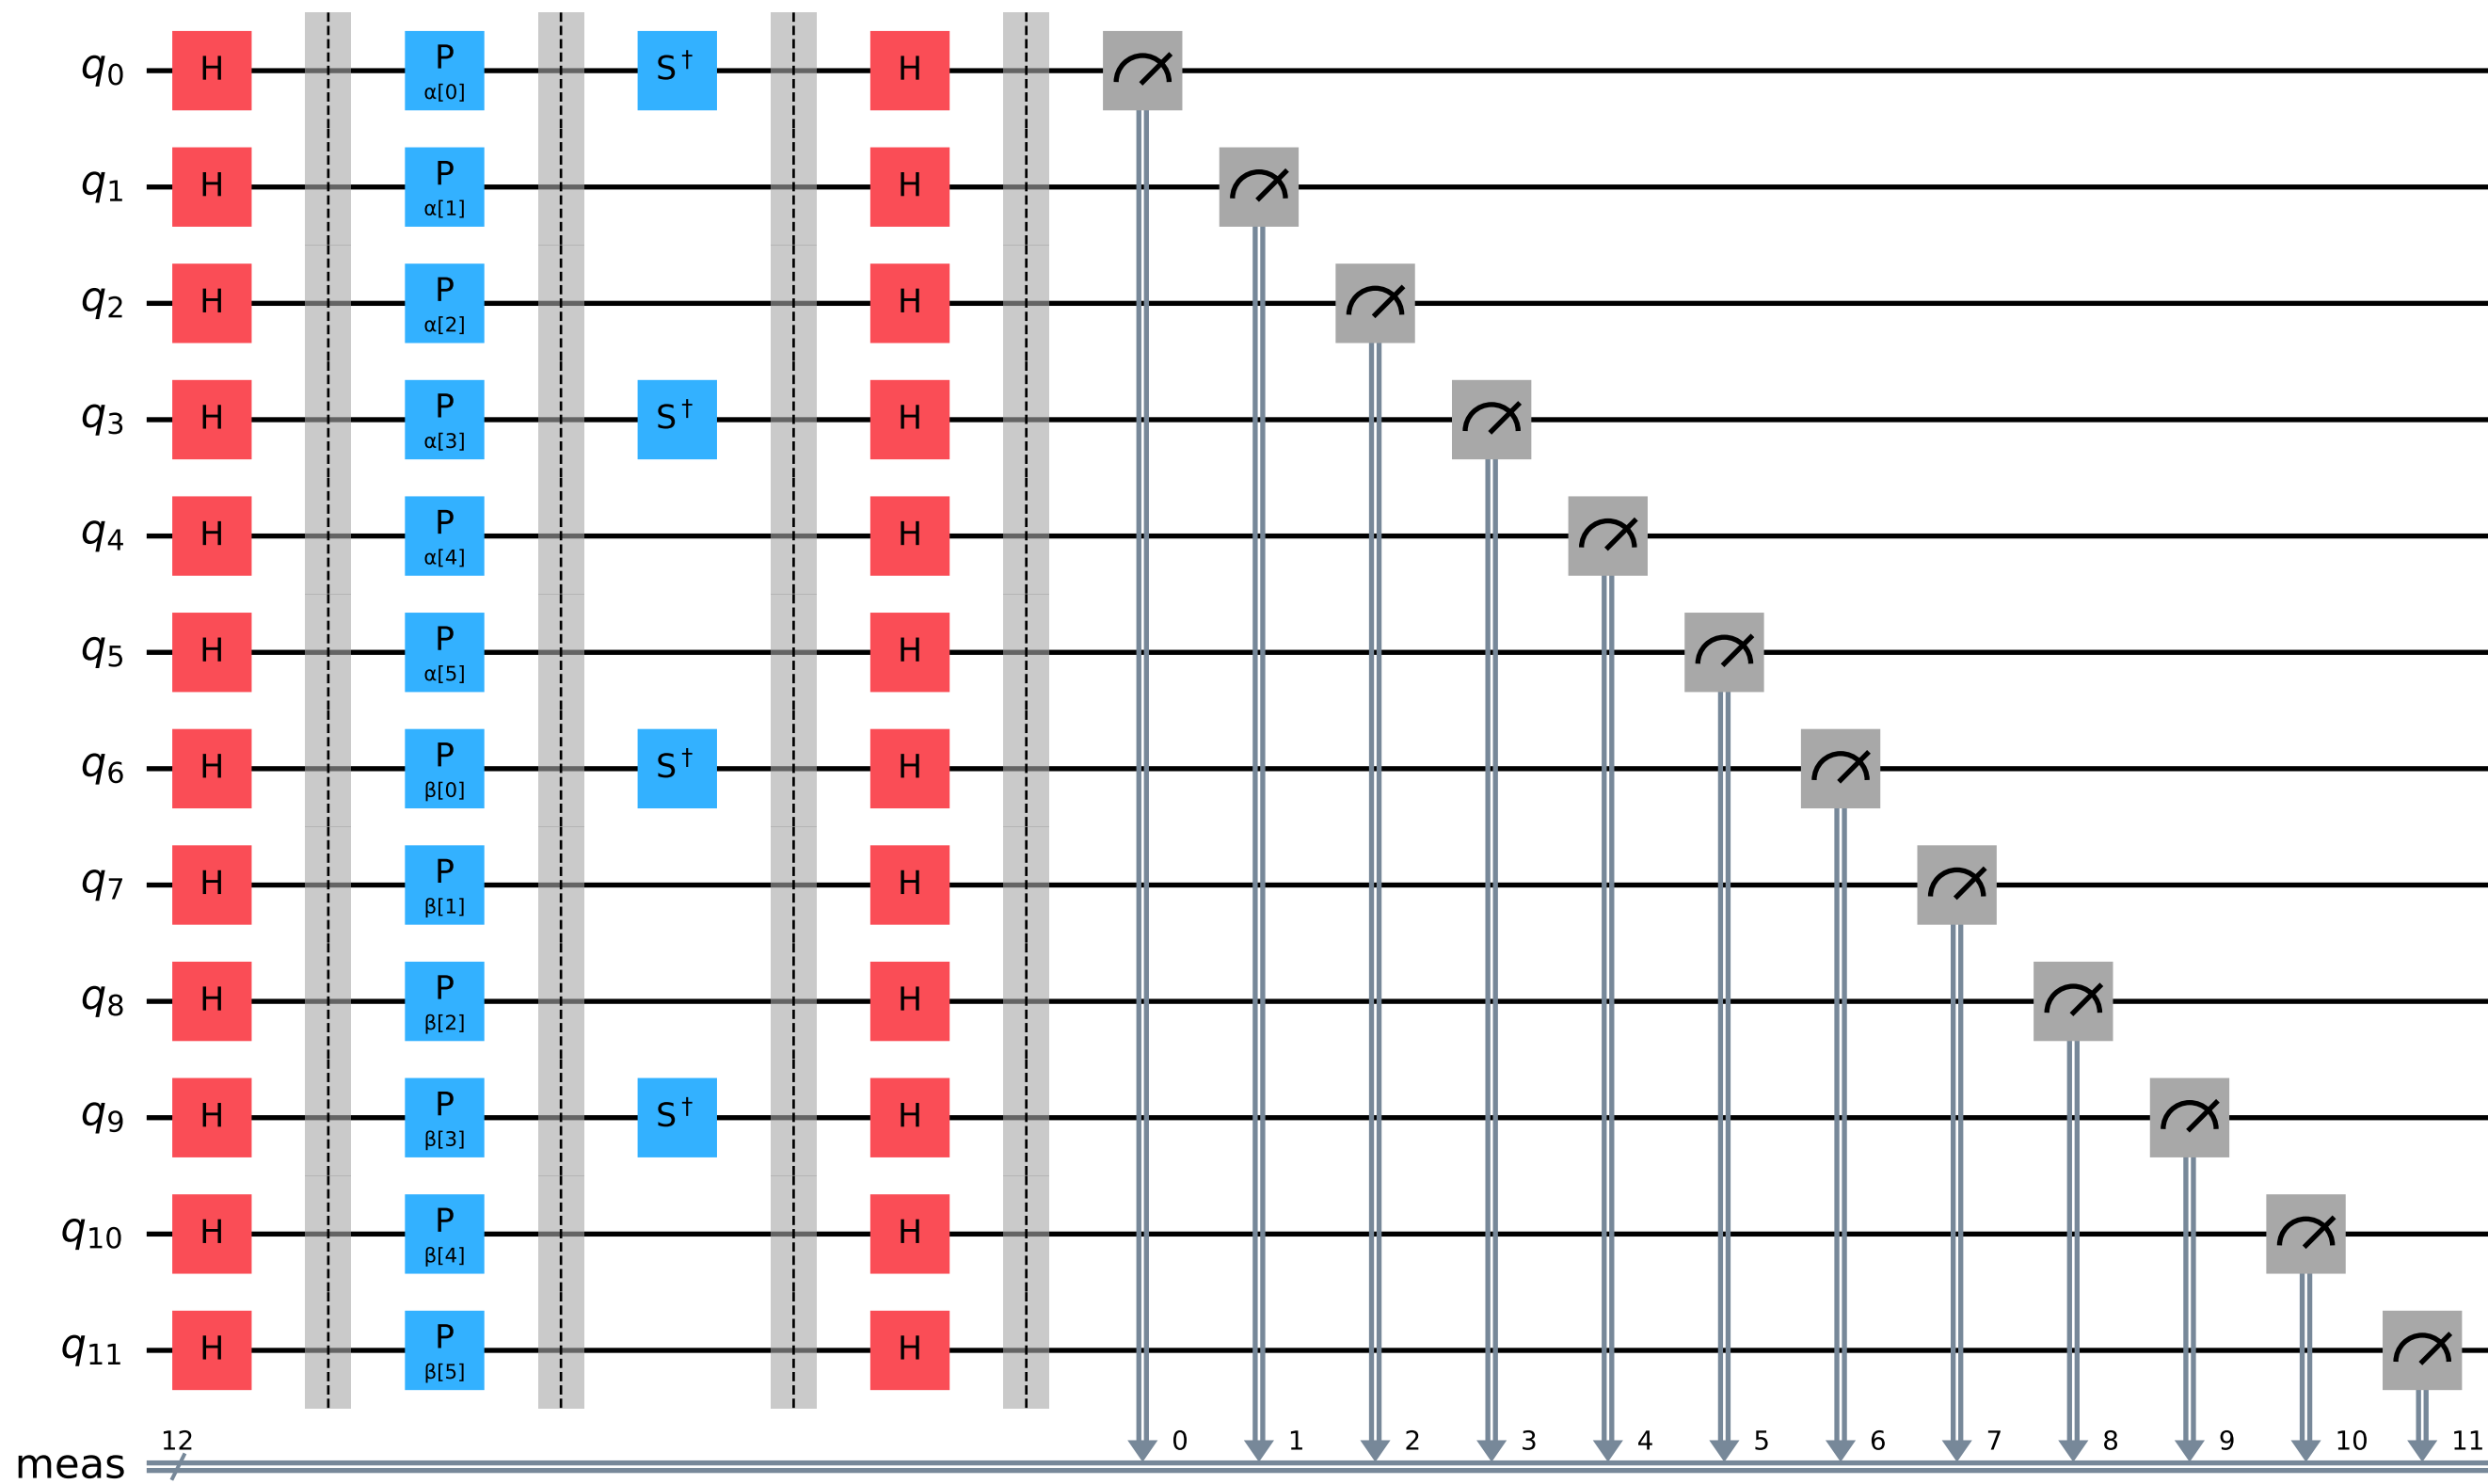 q0 H P α[0] S† H
q1 H P α[1] H
q2 H P α[2] H
q3 H P α[3] S† H
q4 H P α[4] H
q5 H P α[5] H
q6 H P β[0] S† H
q7 H P β[1] H
q8 H P β[2] H
q9 H P β[3] S† H
q10 H P β[4] H
q11 H P β[5] H
12 0 1 2 3 4 5 6 7 8 9 10 11
meas